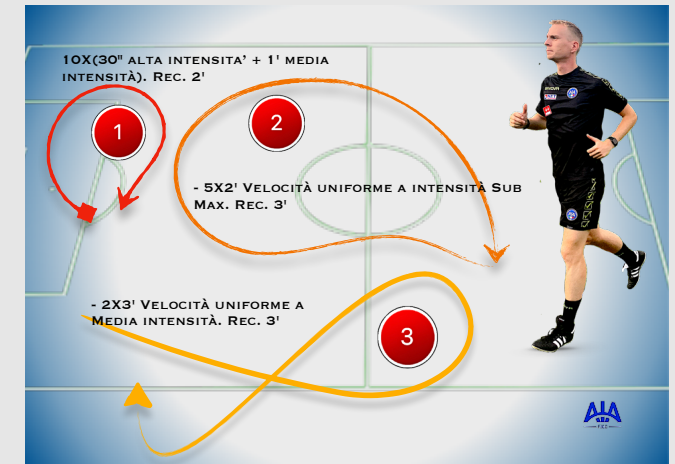 10X(30" ALTA INTENSITA' + 1' MEDIA
INTENSITÀ). REC. 2'
1
2
- 5X2' VELOCITÀ UNIFORME A INTENSITÀ SUB
MAX. REC. 3'
- 2X3' VELOCITÀ UNIFORME A
MEDIA INTENSITÀ. REC. 3'
3
AIA